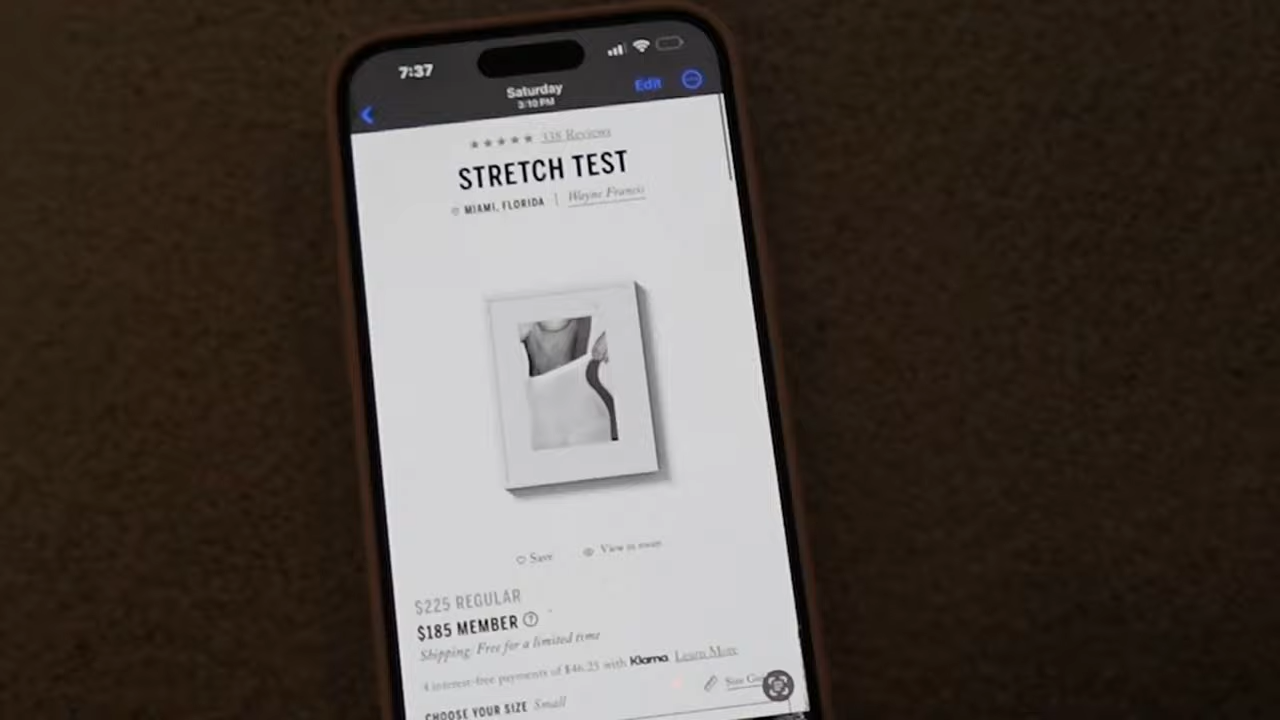 7:37
Saturday
3:10 PM
Edit
338 Reviews
STRETCH TEST
MIAMI, FLORIDA | Wayne Francis
Save View in room
$225 REGULAR
$185 MEMBER ?
Shipping: Free for a limited time
4 interest-free payments of $46.25 with Klarna. Learn More
Size
CHOOSE YOUR SIZE Small